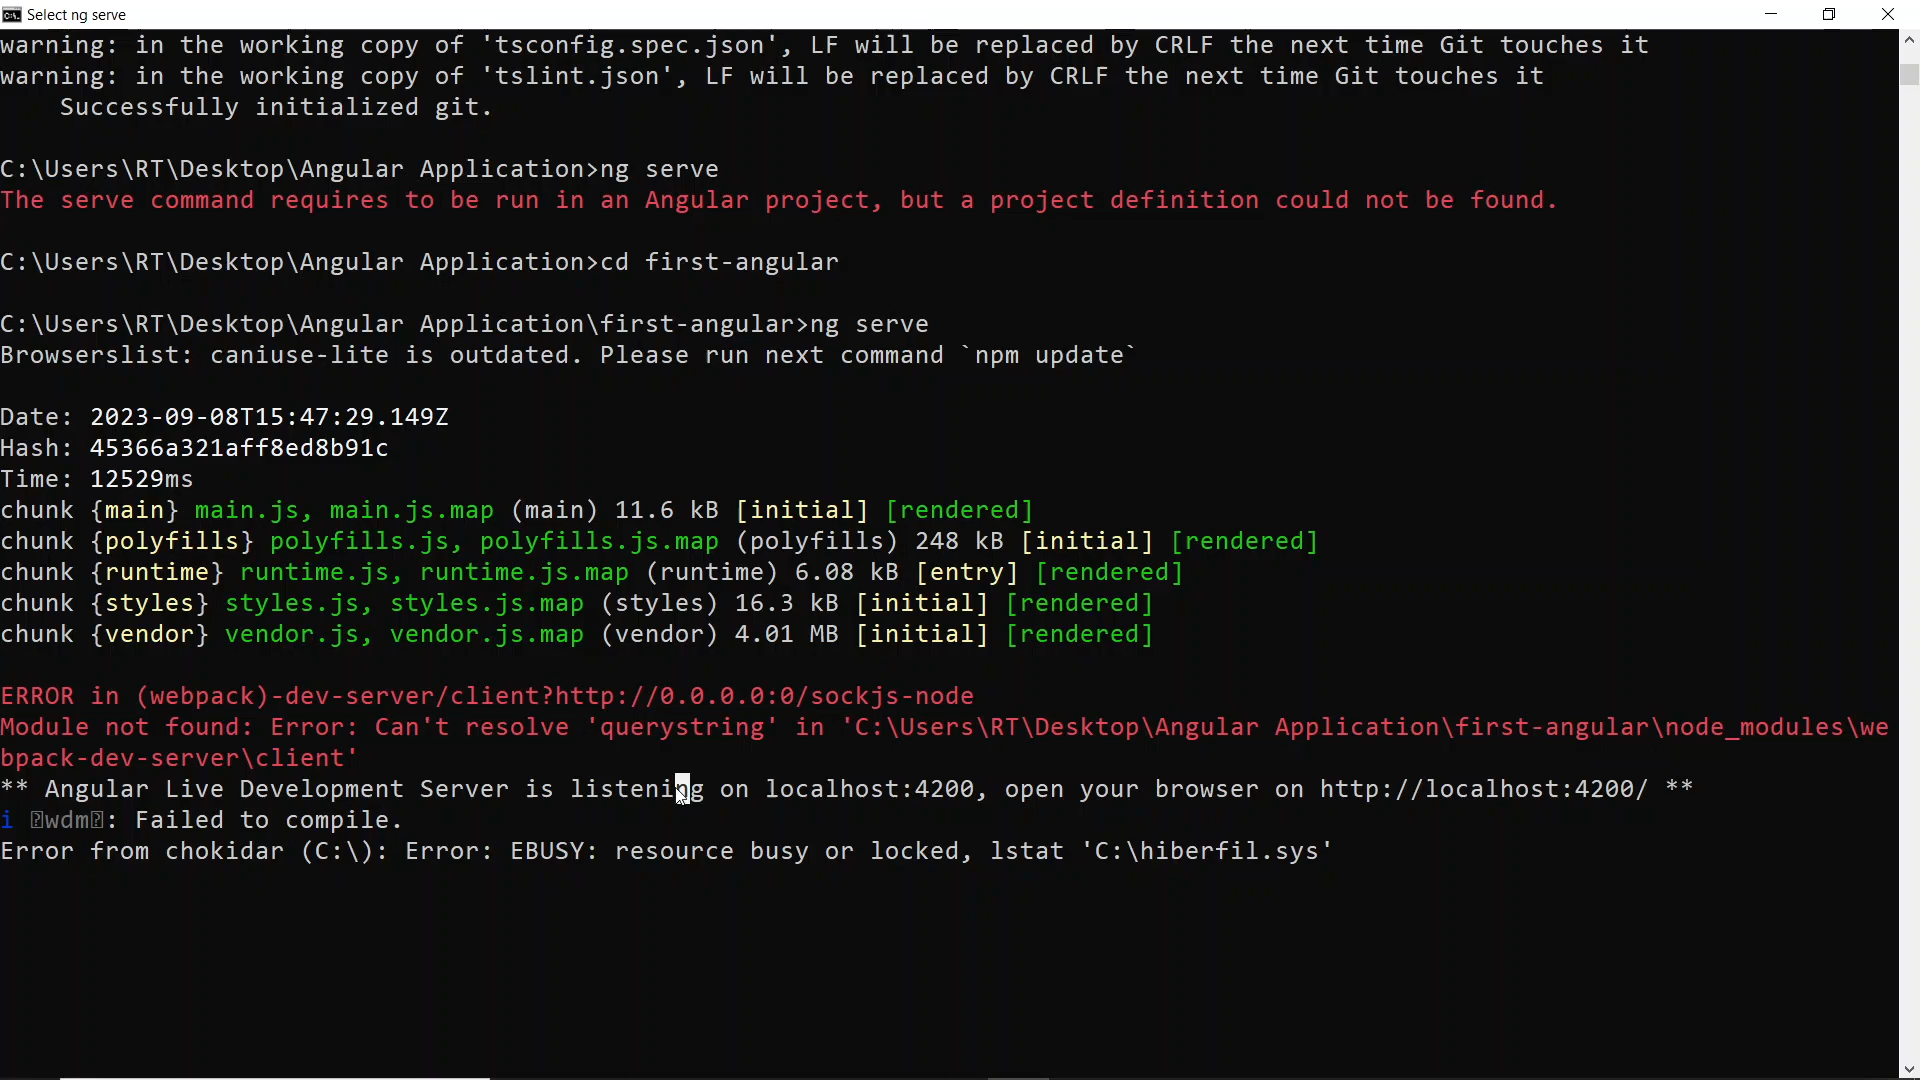 Select ng serve
warning: in the working copy of 'tsconfig.spec.json', LF will be replaced by CRLF the next time Git touches it
warning: in the working copy of 'tslint.json', LF will be replaced by CRLF the next time Git touches it
Successfully initialized git.
C:\Users\RT\Desktop\Angular Application>ng serve
The serve command requires to be run in an Angular project, but a project definition could not be found.
C:\Users\RT\Desktop\Angular Application>cd first-angular
C:\Users\RT\Desktop\Angular Application\first-angular>ng serve
Browserslist: caniuse-lite is outdated. Please run next command `npm update`
Date: 2023-09-08T15:47:29.149Z
Hash: 45366a321aff8ed8b91c
Time: 12529ms
chunk {main} main.js, main.js.map (main) 11.6 kB [initial] [rendered]
chunk {polyfills} polyfills.js, polyfills.js.map (polyfills) 248 kB [initial] [rendered]
chunk {runtime} runtime.js, runtime.js.map (runtime) 6.08 kB [entry] [rendered]
chunk {styles} styles.js, styles.js.map (styles) 16.3 kB [initial] [rendered]
chunk {vendor} vendor.js, vendor.js.map (vendor) 4.01 MB [initial] [rendered]
ERROR in (webpack)-dev-server/client?http://0.0.0.0:0/sockjs-node
Module not found: Error: Can't resolve 'querystring' in 'C:\Users\RT\Desktop\Angular Application\first-angular\node_modules\we
bpack-dev-server\client'
** Angular Live Development Server is listening on localhost:4200, open your browser on http://localhost:4200/ **
i ⍰wdm⍰: Failed to compile.
Error from chokidar (C:\): Error: EBUSY: resource busy or locked, lstat 'C:\hiberfil.sys'